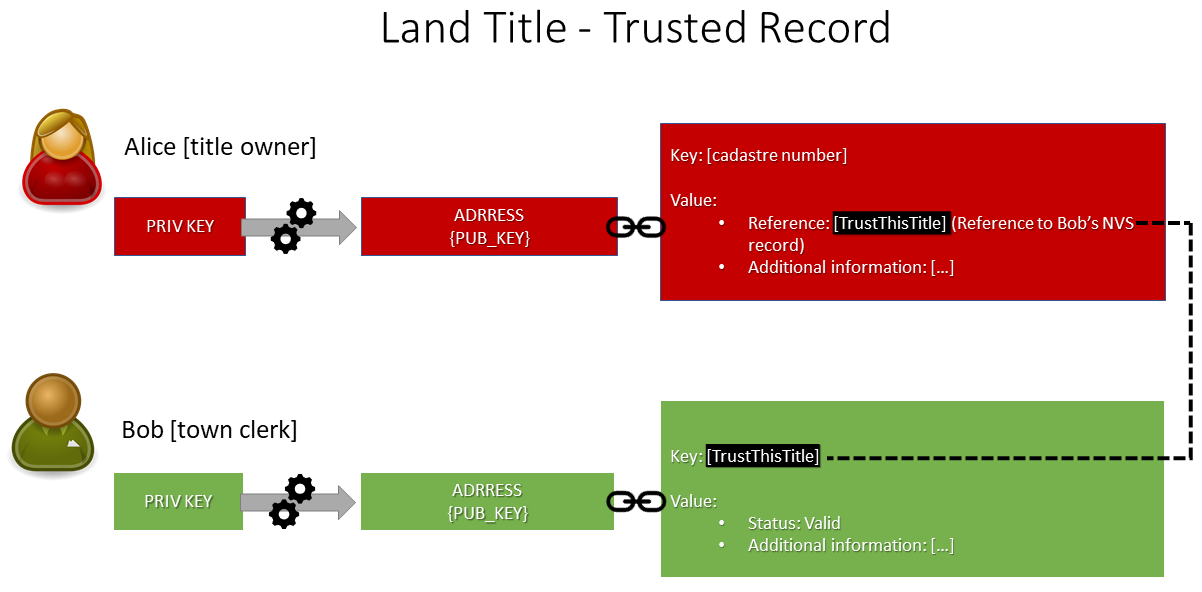 Land Title - Trusted Record
Alice [title owner]
PRIV KEY
ADRRESS
{PUB_KEY}
Key: [cadastre number]
Value:
• Reference: [TrustThisTitle] (Reference to Bob's NVS
record)
• Additional information: [...]
Bob [town clerk]
PRIV KEY
ADRRESS
{PUB_KEY}
Key: [TrustThisTitle]
Value:
• Status: Valid
• Additional information: [...]